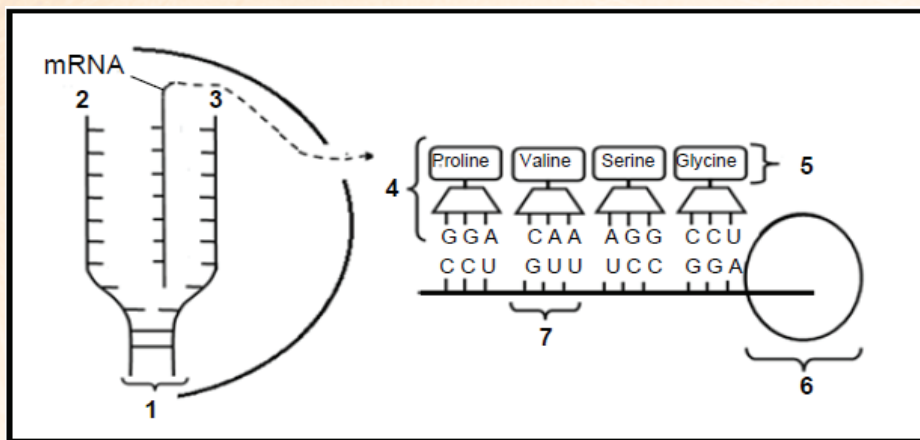 mRNA
2 3
4 Proline Valine Serine Glycine 5
G G A C A A A G G C C U
C C U G U U U C C G G A
7
6
1